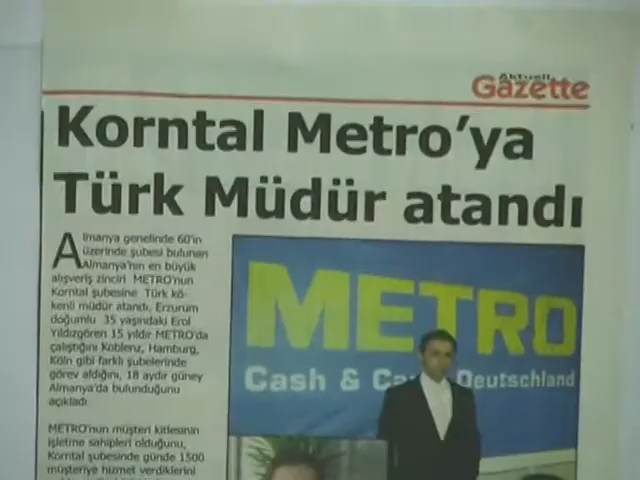 Aktuell
Gazette
Korntal Metro'ya
Türk Müdür atandı
Almanya genelinde 60'in
üzerinde şubesi bulunan
Almanya'nın en büyük
alışveriş zinciri METRO'nun
Korntal şubesine Türk kö-
kenli müdür atandı. Erzurum
doğumlu 35 yaşındaki Erol
Yıldızgören 15 yıldır METRO'da
çalıştığını Koblenz, Hamburg,
Köln gibi farklı şubelerinde
görev aldığını, 18 aydır güney
Almanya'da bulunduğunu
açıkladı.
METRO'nun müşteri kitlesinin
işletme sahipleri olduğunu,
Korntal şubesinde günde 1500
müşteriye hizmet verdiklerini
METRO
Cash & Ca Deutschland